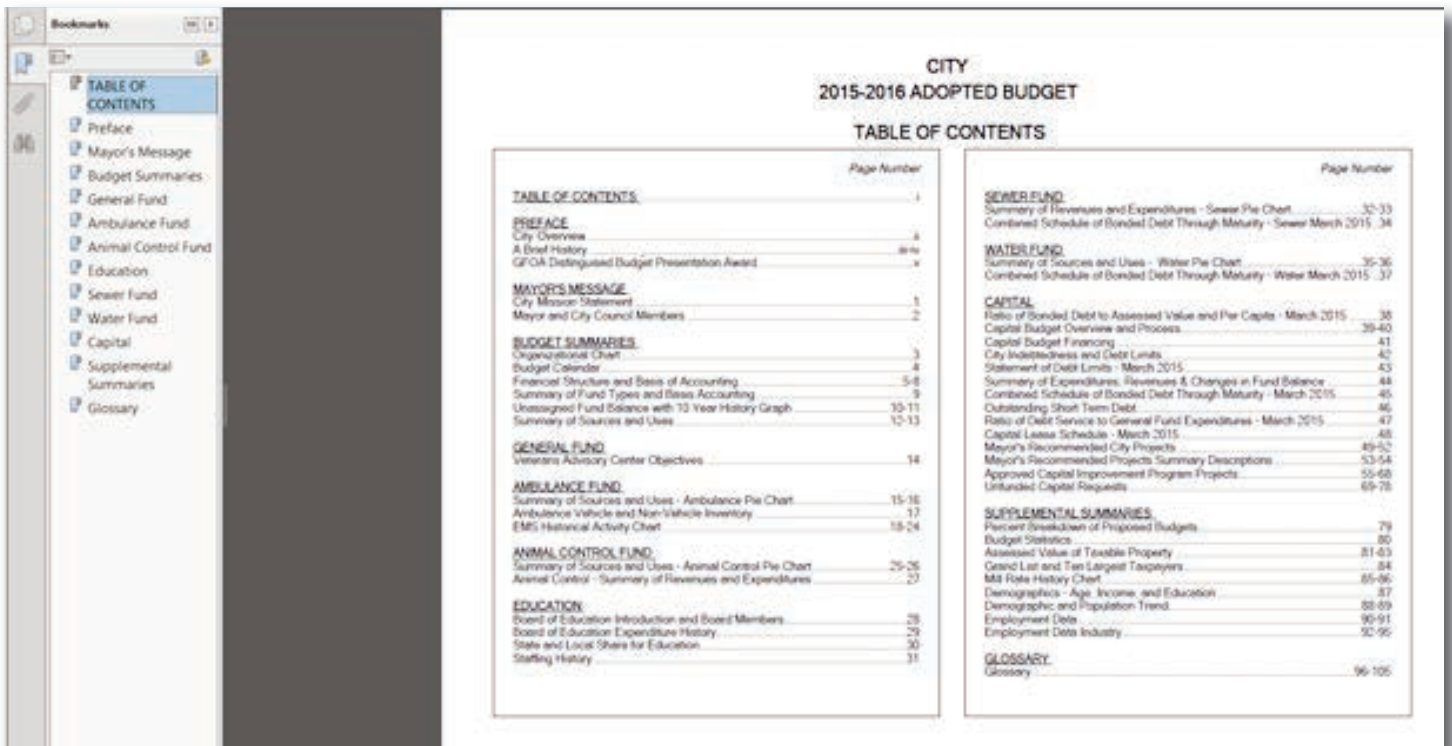 Bookmarks
TABLE OF
CONTENTS
Preface
Mayor's Message
Budget Summaries
General Fund
Ambulance Fund
Animal Control Fund
Education
Sewer Fund
Water Fund
Capital
Supplemental
Summaries
Glossary
CITY
2015-2016 ADOPTED BUDGET
TABLE OF CONTENTS
Page Number
TABLE OF CONTENTS i
PREFACE
City Overview
A Brief History
GFOA Distinguised Budget Presentation Award v
MAYOR'S MESSAGE
City Mission Statement 1
Mayor and City Council Members 2
BUDGET SUMMARIES
Organizational Chart 3
Budget Calendar 4
Financial Structure and Basis of Accounting 5-8
Summary of Fund Types and Basis Accounting 9
Unassigned Fund Balance with 10 Year History Graph 10-11
Summary of Sources and Uses 12-13
GENERAL FUND
Veterans Advisory Center Objectives 14
AMBULANCE FUND
Summary of Sources and Uses - Ambulance Pie Chart 15-16
Ambulance Vehicle and Non-Vehicle Inventory 17
EMS Historical Activity Chart 18-24
ANIMAL CONTROL FUND
Summary of Sources and Uses - Animal Control Pie Chart 25-26
Animal Control - Summary of Revenues and Expenditures 27
EDUCATION
Board of Education Introduction and Board Members 28
Board of Education Expenditure History 29
State and Local Share for Education 30
Staffing History 31
Page Number
SEWER FUND
Summary of Revenues and Expenditures - Sewer Pie Chart 32-33
Combined Schedule of Bonded Debt Through Maturity - Sewer March 2015 34
WATER FUND
Summary of Sources and Uses - Water Pie Chart 35-36
Combined Schedule of Bonded Debt Through Maturity - Water March 2015 37
CAPITAL
Ratio of Bonded Debt to Assessed Value and Per Capita - March 2015 38
Capital Budget Overview and Process 39-40
Capital Budget Financing 41
City Indebtedness and Debt Limits 42
Statement of Debt Limits - March 2015 43
Summary of Expenditures, Revenues & Changes in Fund Balance 44
Combined Schedule of Bonded Debt Through Maturity - March 2015 45
Outstanding Short Term Debt 46
Ratio of Debt Service to General Fund Expenditures - March 2015 47
Capital Lease Schedule - March 2015 48
Mayor's Recommended City Projects 49-52
Mayor's Recommended Projects Summary Descriptions 53-54
Approved Capital Improvement Program Projects 55-68
Unfunded Capital Requests 69-78
SUPPLEMENTAL SUMMARIES
Percent Breakdown of Proposed Budgets 79
Budget Statistics 80
Assessed Value of Taxable Property 81-83
Grand List and Ten Largest Taxpayers 84
Mill Rate History Chart 85-86
Demographics - Age, Income, and Education 87
Demographic and Population Trend 88-89
Employment Data 90-91
Employment Data Industry 92-95
GLOSSARY
Glossary 96-105